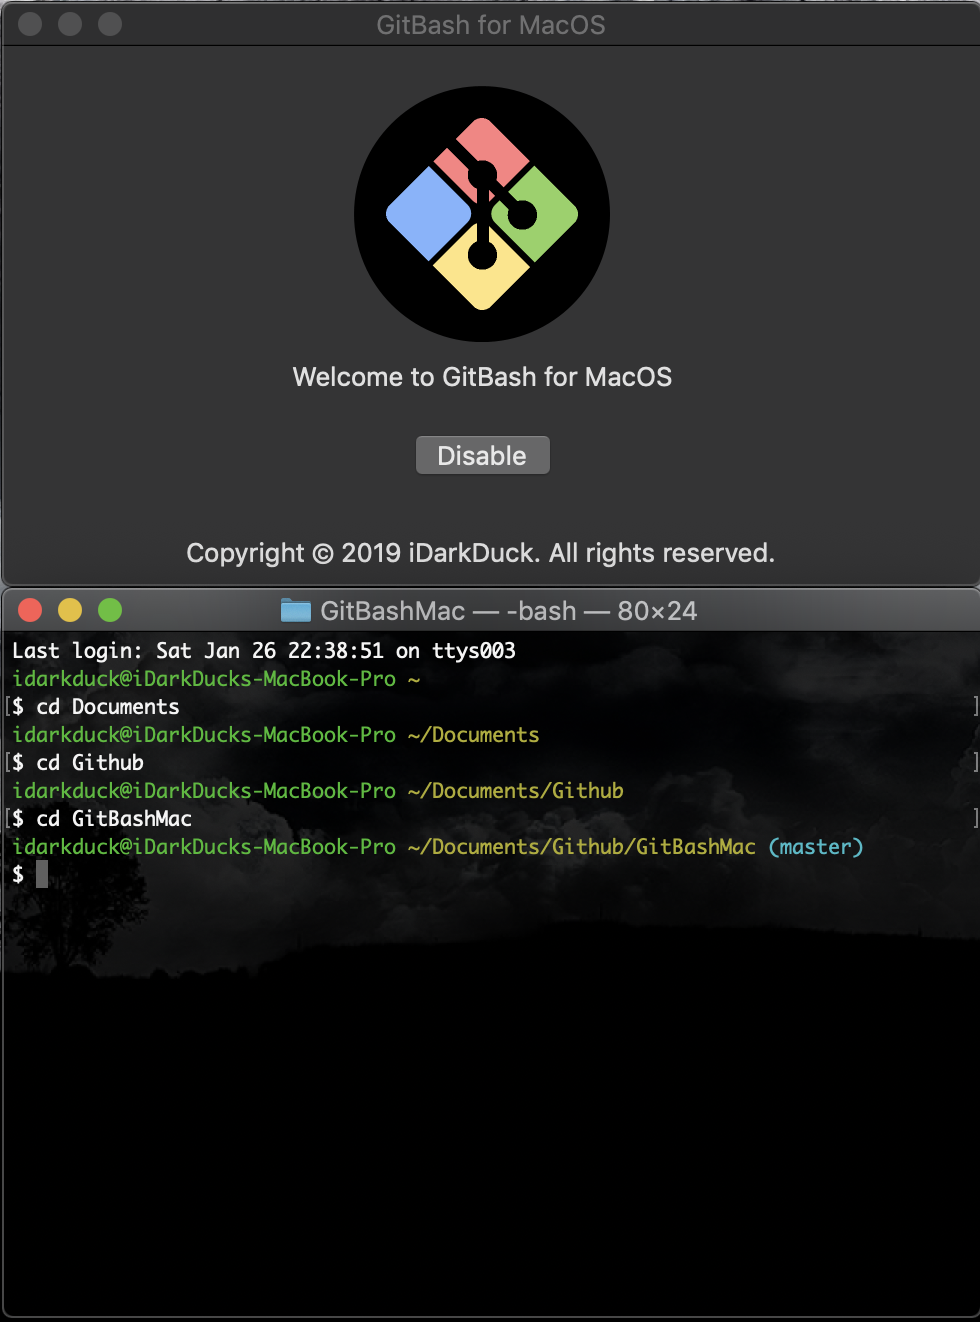 GitBash for MacOS
Welcome to GitBash for MacOS
Disable
Copyright © 2019 iDarkDuck. All rights reserved.
GitBashMac — -bash — 80×24
Last login: Sat Jan 26 22:38:51 on ttys003
idarkduck@iDarkDucks-MacBook-Pro ~
[$ cd Documents ]
idarkduck@iDarkDucks-MacBook-Pro ~/Documents
[$ cd Github ]
idarkduck@iDarkDucks-MacBook-Pro ~/Documents/Github
[$ cd GitBashMac ]
idarkduck@iDarkDucks-MacBook-Pro ~/Documents/Github/GitBashMac (master)
$